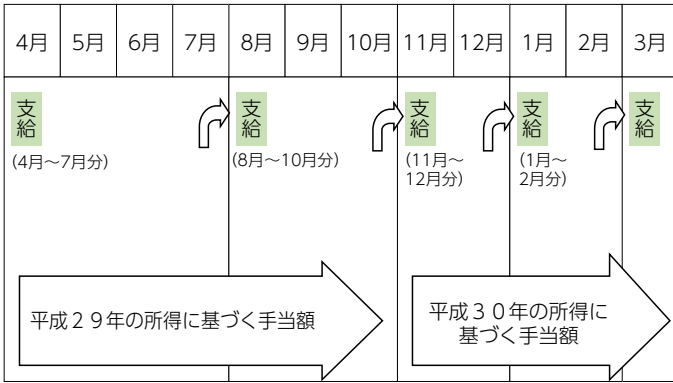 4月 5月 6月 7月 8月 9月 10月 11月 12月 1月 2月 3月
支給
(4月～7月分)
支給
(8月～10月分)
支給
(11月～
12月分)
支給
(1月～
2月分)
支給
平成２９年の所得に基づく手当額
平成３０年の所得に
基づく手当額